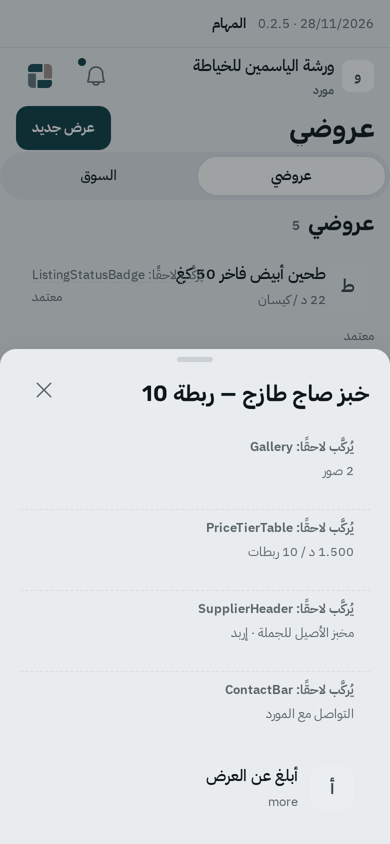 المهام 0.2.5 · 28/11/2026
و
ورشة الياسمين للخياطة
مورد
عروضي
عرض جديد
عروضي
السوق
عروضي 5
ط
طحين أبيض فاخر 50 كغ
22 د / كيسان
يُركَّب لاحقًا: ListingStatusBadge
معتمد
معتمد
خبز صاج طازج — ربطة 10
يُركَّب لاحقًا: Gallery
2 صور
يُركَّب لاحقًا: PriceTierTable
1.500 د / 10 ربطات
يُركَّب لاحقًا: SupplierHeader
مخبز الأصيل للجملة · إربد
يُركَّب لاحقًا: ContactBar
التواصل مع المورد
أ
أبلغ عن العرض
more